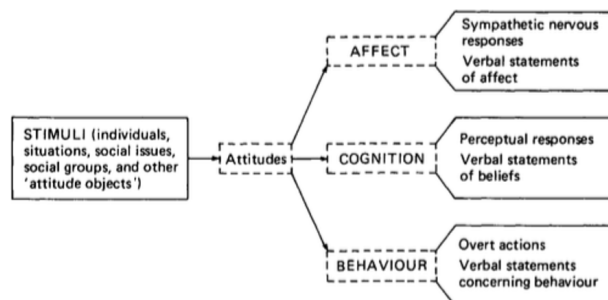 Sympathetic nervous
responses
Verbal statements
of affect
AFFECT
STIMULI (individuals,
situations, social issues,
social groups, and other
'attitude objects')
Attitudes
COGNITION
Perceptual responses
Verbal statements
of beliefs
BEHAVIOUR
Overt actions
Verbal statements
concerning behaviour